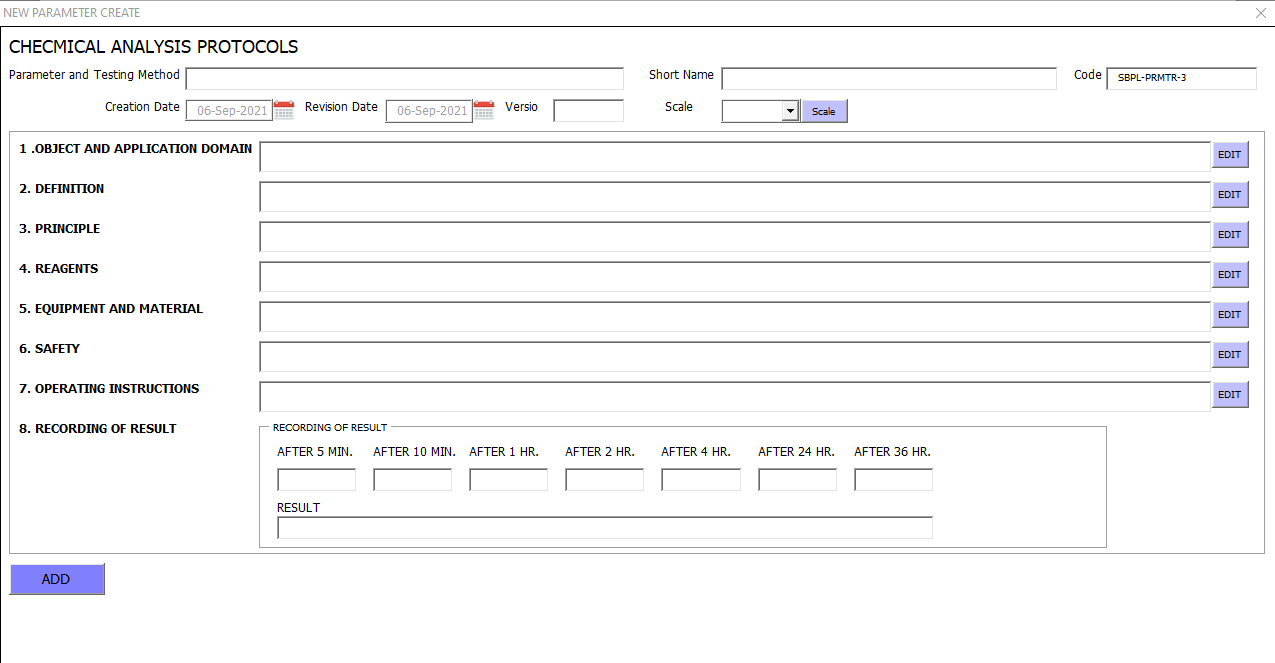 NEW PARAMETER CREATE
CHECMICAL ANALYSIS PROTOCOLS
Parameter and Testing Method Short Name Code SBPL-PRMTR-3
Creation Date 06-Sep-2021 Revision Date 06-Sep-2021 Versio Scale Scale
1 .OBJECT AND APPLICATION DOMAIN EDIT
2. DEFINITION EDIT
3. PRINCIPLE EDIT
4. REAGENTS EDIT
5. EQUIPMENT AND MATERIAL EDIT
6. SAFETY EDIT
7. OPERATING INSTRUCTIONS EDIT
8. RECORDING OF RESULT RECORDING OF RESULT
AFTER 5 MIN. AFTER 10 MIN. AFTER 1 HR. AFTER 2 HR. AFTER 4 HR. AFTER 24 HR. AFTER 36 HR.
RESULT
ADD